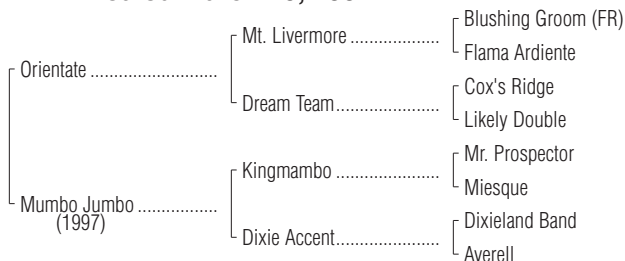 Blushing Groom (FR)
Mt. Livermore ......................
Flama Ardiente
Orientate ...............................
Cox's Ridge
Dream Team..........................
Likely Double
Mr. Prospector
Kingmambo ..........................
Miesque
Mumbo Jumbo ...................
(1997)
Dixieland Band
Dixie Accent..........................
Averell